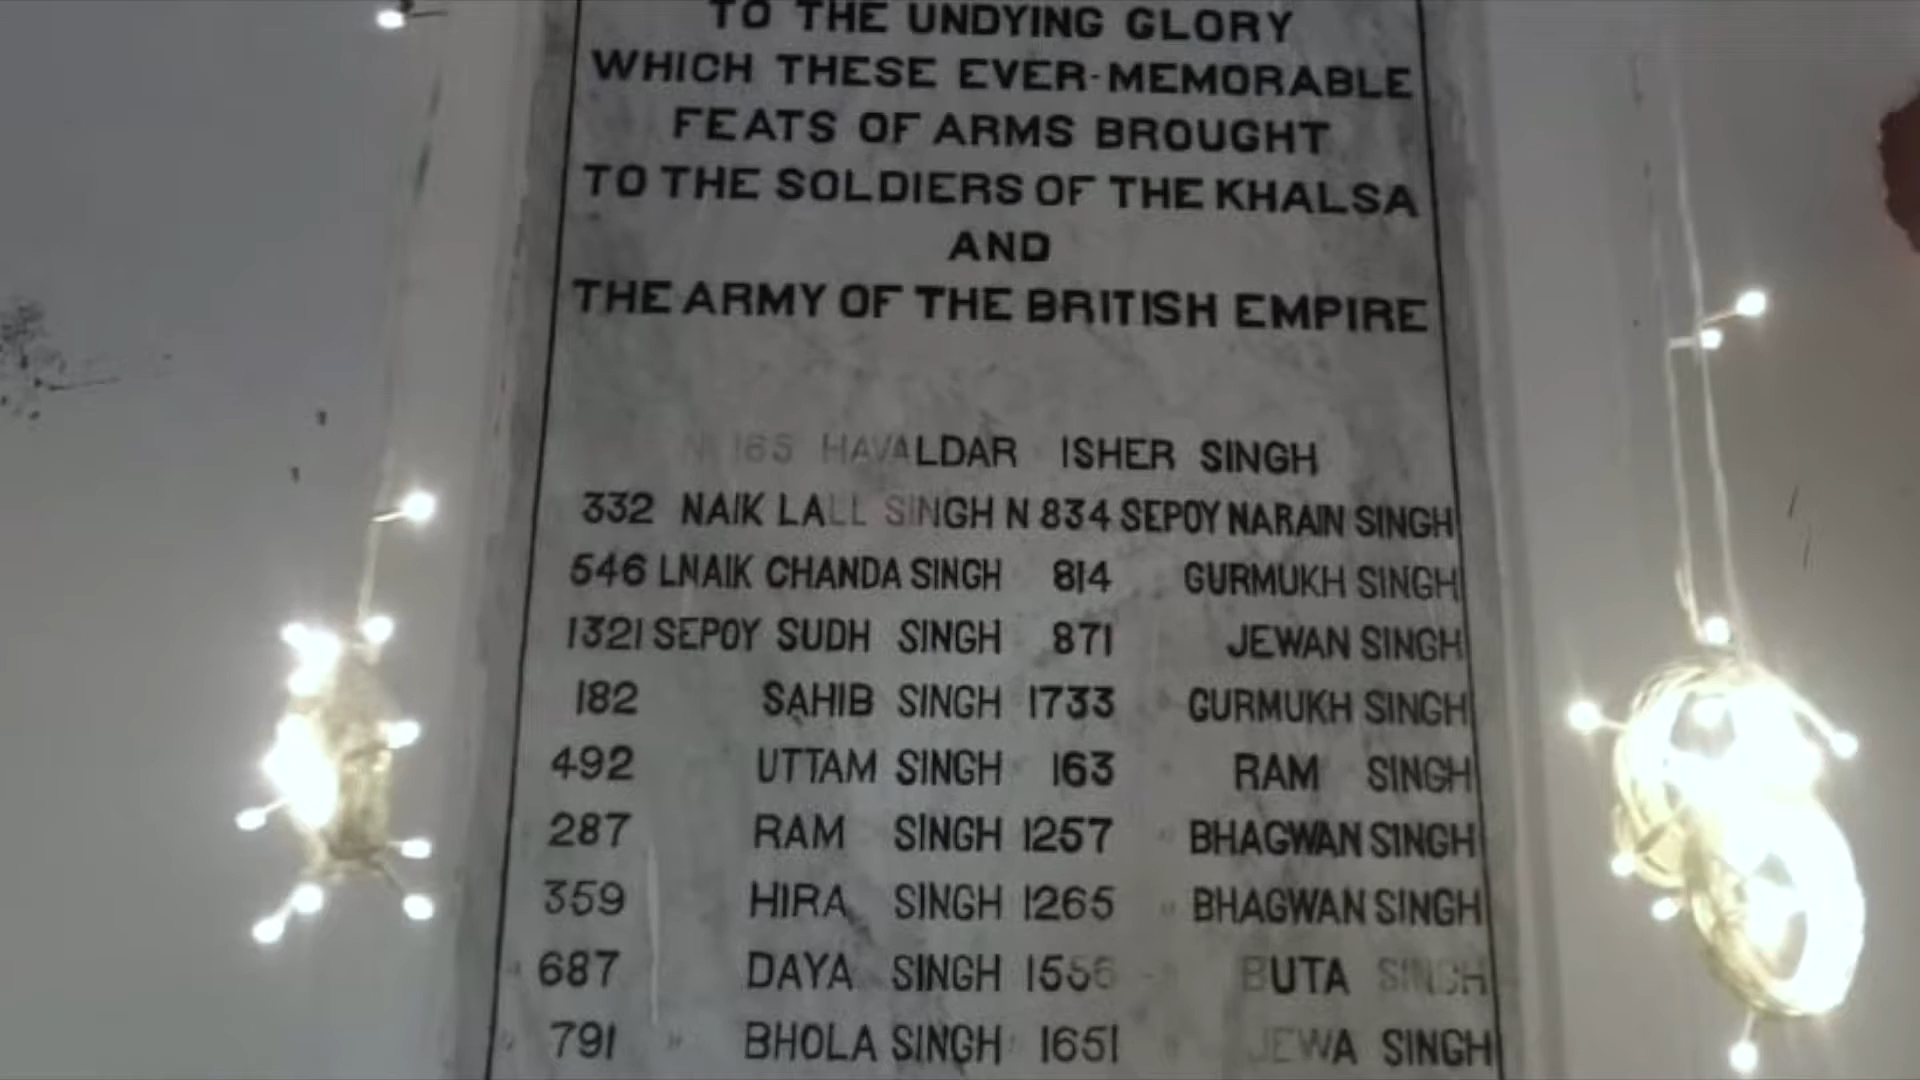 TO THE UNDYING GLORY
WHICH THESE EVER-MEMORABLE
FEATS OF ARMS BROUGHT
TO THE SOLDIERS OF THE KHALSA
AND
THE ARMY OF THE BRITISH EMPIRE
N 165 HAVALDAR ISHER SINGH
332 NAIK LALL SINGH N 834 SEPOY NARAIN SINGH
546 LNAIK CHANDA SINGH 814 GURMUKH SINGH
1321 SEPOY SUDH SINGH 871 JEWAN SINGH
182 SAHIB SINGH 1733 " GURMUKH SINGH
492 UTTAM SINGH 163 RAM SINGH
287 RAM SINGH 1257 " BHAGWAN SINGH
359 HIRA SINGH 1265 " BHAGWAN SINGH
687 DAYA SINGH 1556 " BUTA SINGH
791 " BHOLA SINGH 1651 JEWA SINGH